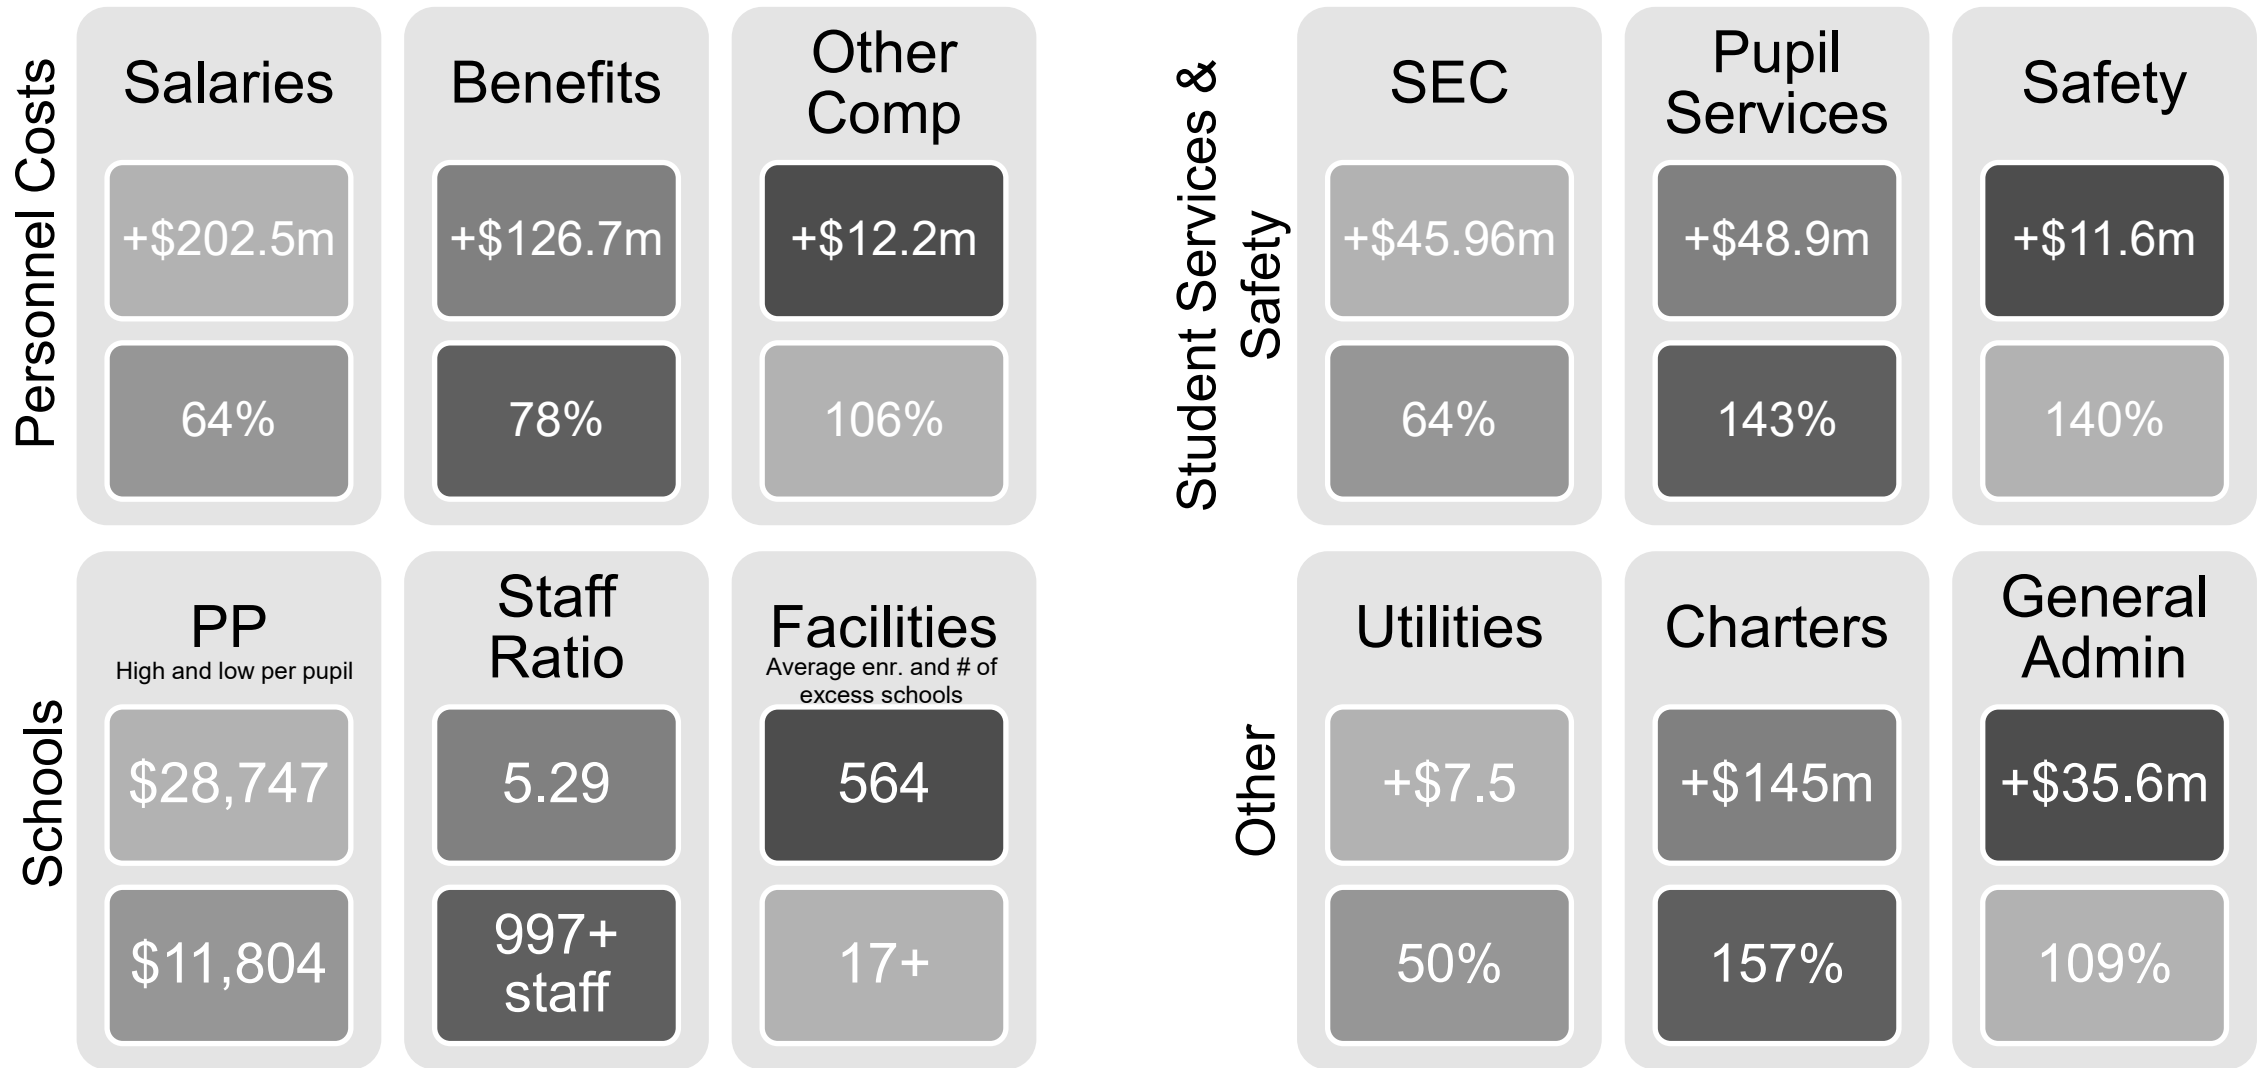 Personnel Costs
Salaries
+$202.5m
64%
Benefits
+$126.7m
78%
Other
Comp
+$12.2m
106%
Student Services &
Safety
SEC
+$45.96m
64%
Pupil
Services
+$48.9m
143%
Safety
+$11.6m
140%
Schools
PP
High and low per pupil
$28,747
$11,804
Staff
Ratio
5.29
997+
staff
Facilities
Average enr. and # of
excess schools
564
17+
Other
Utilities
+$7.5
50%
Charters
+$145m
157%
General
Admin
+$35.6m
109%